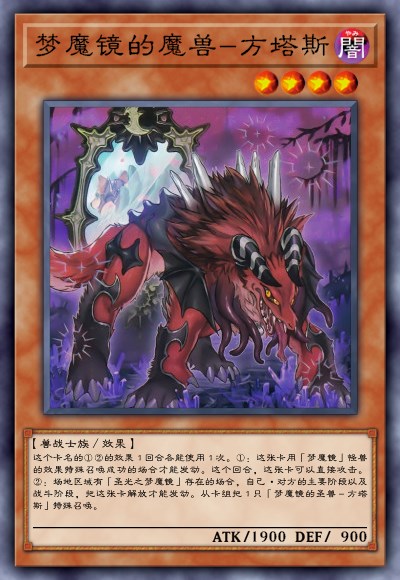 梦魔镜的魔兽-方塔斯
やみ
闇
【兽战士族/效果】
这个卡名的①②的效果1回合各能使用1次。①:这张卡用「梦魔镜」怪兽
的效果特殊召唤成功的场合才能发动。这个回合,这张卡可以直接攻击。
②:场地区域有「圣光之梦魔镜」存在的场合,自己·对方的主要阶段以及
战斗阶段,把这张卡解放才能发动。从卡组把1只「梦魔镜的圣兽-方塔
斯」特殊召唤。
ATK/1900 DEF/ 900